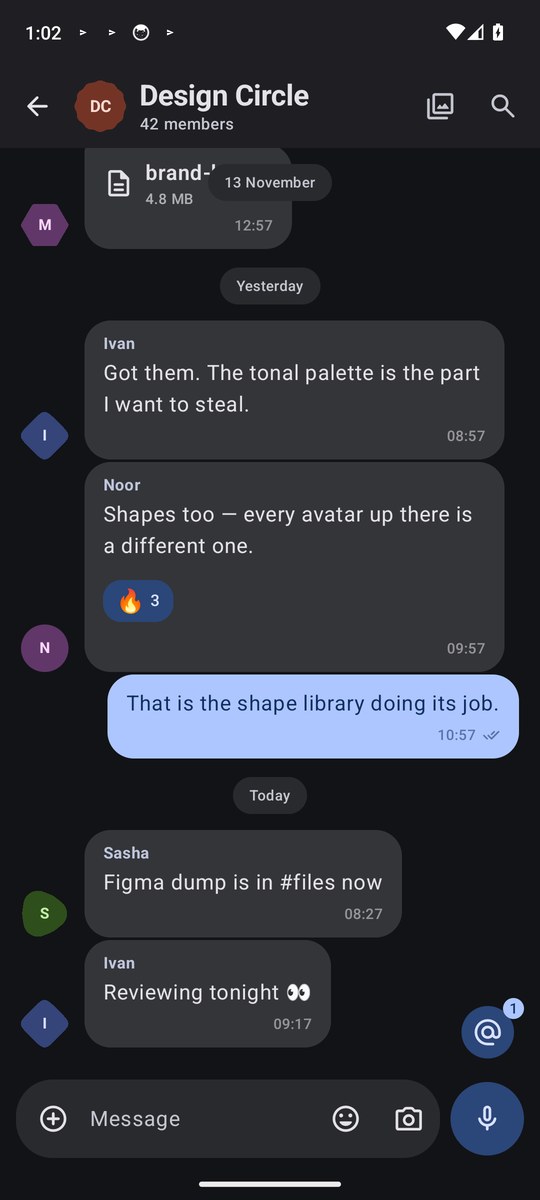 1:02
DC
Design Circle
42 members
13 November
4.8 MB
12:57
M
Yesterday
Ivan
Got them. The tonal palette is the part
I want to steal.
08:57
I
Noor
Shapes too — every avatar up there is
a different one.
🔥 3
09:57
N
That is the shape library doing its job.
10:57
Today
Sasha
Figma dump is in #files now
08:27
S
Ivan
Reviewing tonight 👀
09:17
I
1
Message